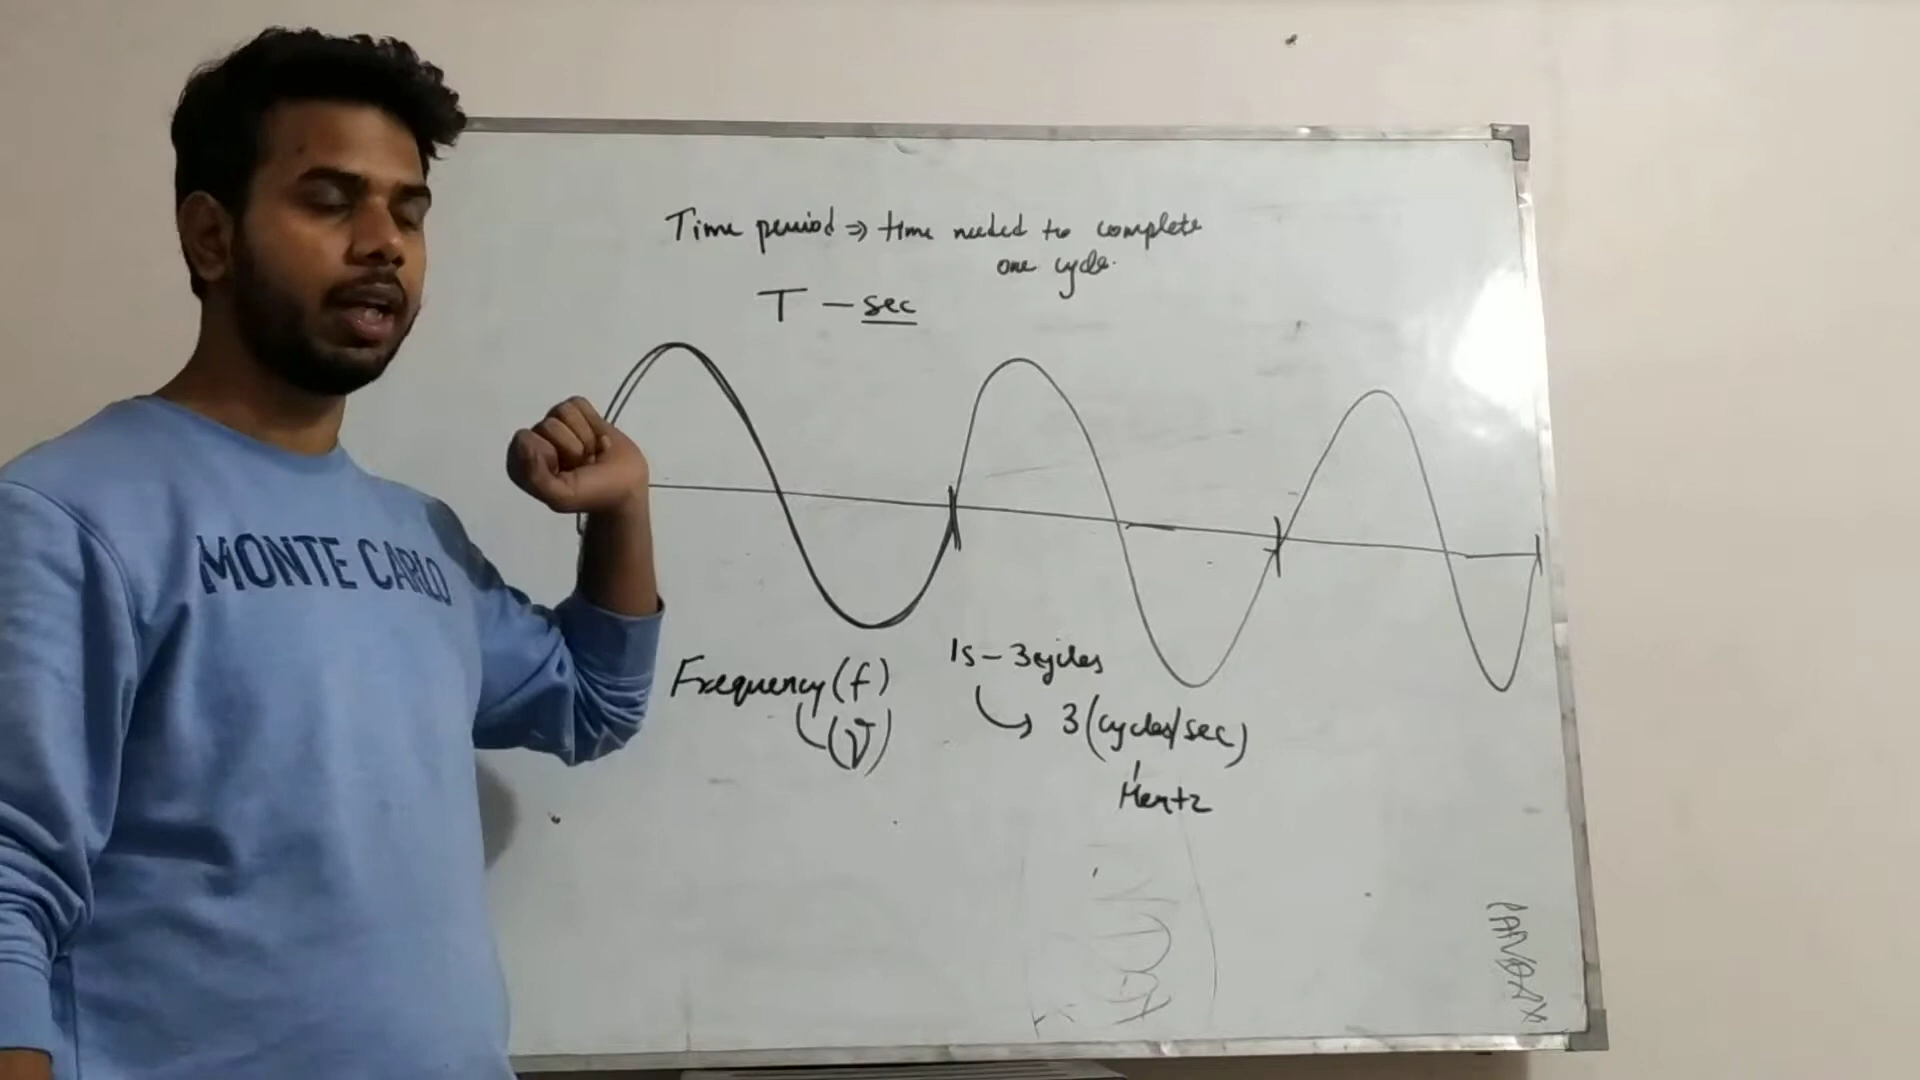 Time period ⇒ time needed to complete
one cycle.
T - sec
MONTE CARLO
Frequency (f)
(ν)
1s - 3cycles
3 (cycles/sec)
Hertz